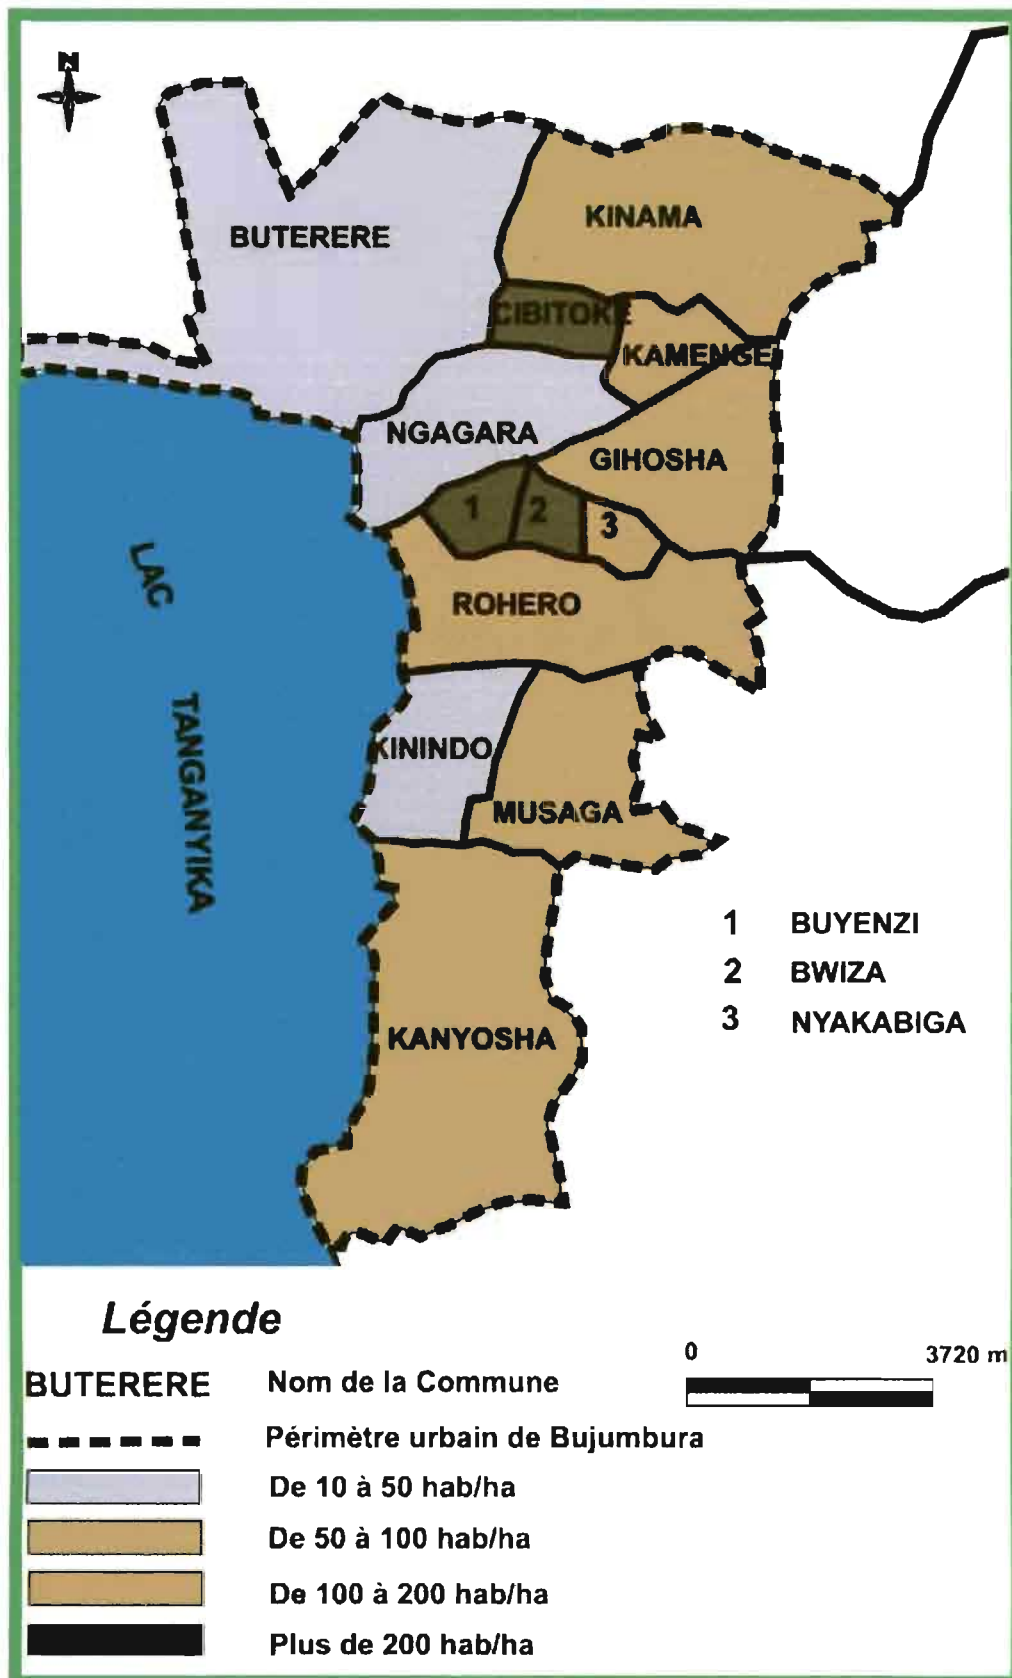 N
BUTERERE
KINAMA
CIBITOKE
KAMENGE
NGAGARA
GIHOSHA
1
2
3
LAC
ROHERO
TANGANYIKA
KININDO
MUSAGA
1 BUYENZI
2 BWIZA
3 NYAKABIGA
KANYOSHA
Légende
0 3720 m
BUTERERE Nom de la Commune
Périmètre urbain de Bujumbura
De 10 à 50 hab/ha
De 50 à 100 hab/ha
De 100 à 200 hab/ha
Plus de 200 hab/ha